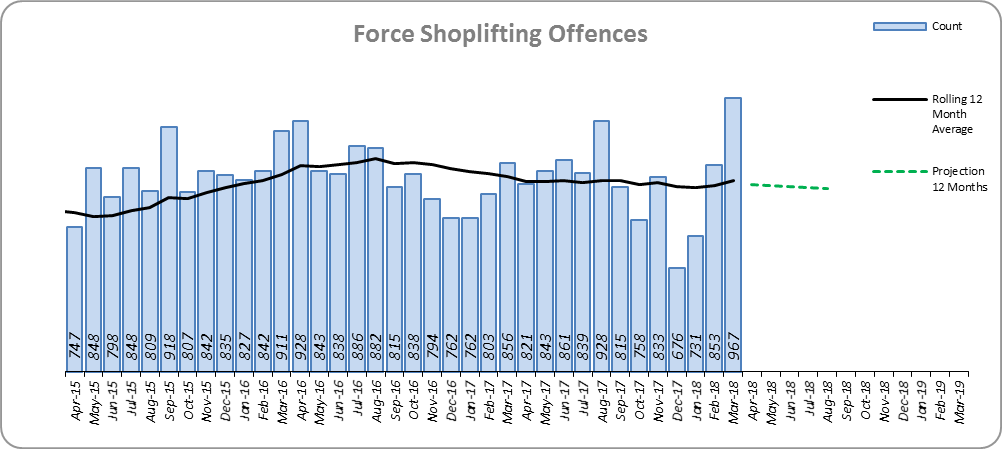 Force Shoplifting Offences
Count
Rolling 12
Month
Average
Projection
12 Months
747
848
798
848
809
918
807
842
835
827
842
911
928
843
838
886
882
815
838
794
762
762
803
856
821
843
861
839
928
815
758
833
676
731
853
967
Apr-15
May-15
Jun-15
Jul-15
Aug-15
Sep-15
Oct-15
Nov-15
Dec-15
Jan-16
Feb-16
Mar-16
Apr-16
May-16
Jun-16
Jul-16
Aug-16
Sep-16
Oct-16
Nov-16
Dec-16
Jan-17
Feb-17
Mar-17
Apr-17
May-17
Jun-17
Jul-17
Aug-17
Sep-17
Oct-17
Nov-17
Dec-17
Jan-18
Feb-18
Mar-18
Apr-18
May-18
Jun-18
Jul-18
Aug-18
Sep-18
Oct-18
Nov-18
Dec-18
Jan-19
Feb-19
Mar-19